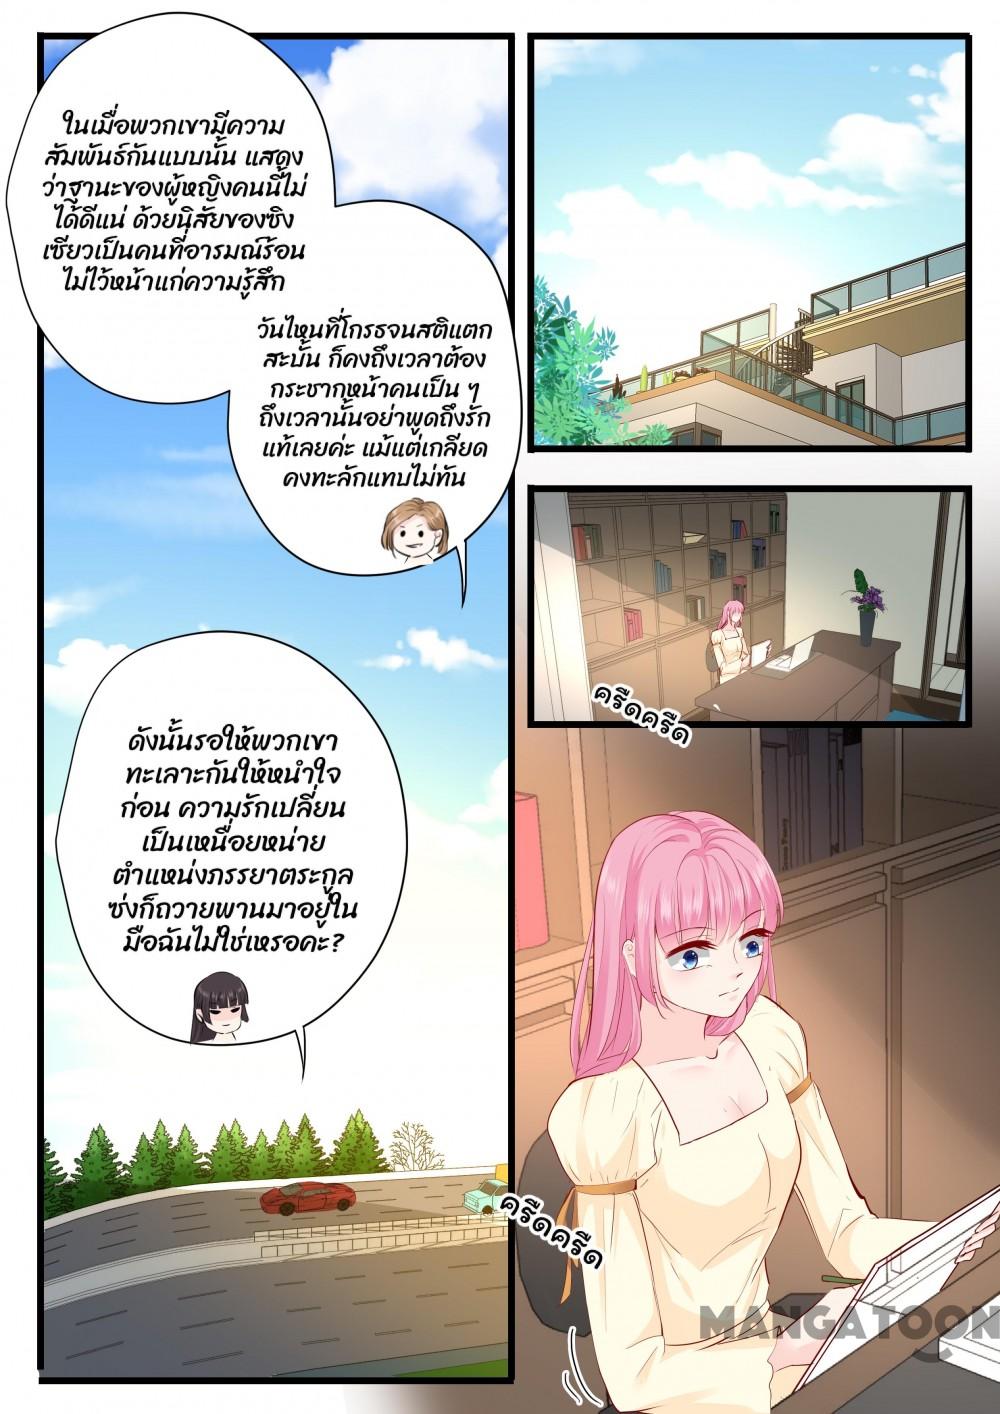 ในเมื่อพวกเขามีความ
สัมพันธ์กันแบบนั้น แสดง
ว่าฐานะของผู้หญิงคนนี้ไม่
ได้ดีแน่ ด้วยนิสัยของซิง
เซียวเป็นคนที่อารมณ์ร้อน
ไม่ไว้หน้าแก่ความรู้สึก
วันไหนที่โกรธจนสติแตก
สะบั้น ก็คงถึงเวลาต้อง
กระชากหน้าคนเป็น ๆ
ถึงเวลานั้นอย่าพูดถึงรัก
แท้เลยค่ะ แม้แต่เกลียด
คงทะลักแทบไม่ทัน
ดังนั้นรอให้พวกเขา
ทะเลาะกันให้หนำใจ
ก่อน ความรักเปลี่ยน
เป็นเหนื่อยหน่าย
ตำแหน่งภรรยาตระกูล
ซ่งก็ถวายพานมาอยู่ใน
มือฉันไม่ใช่เหรอคะ?
ครืดครืด
ครืดครืด
MANGATOON